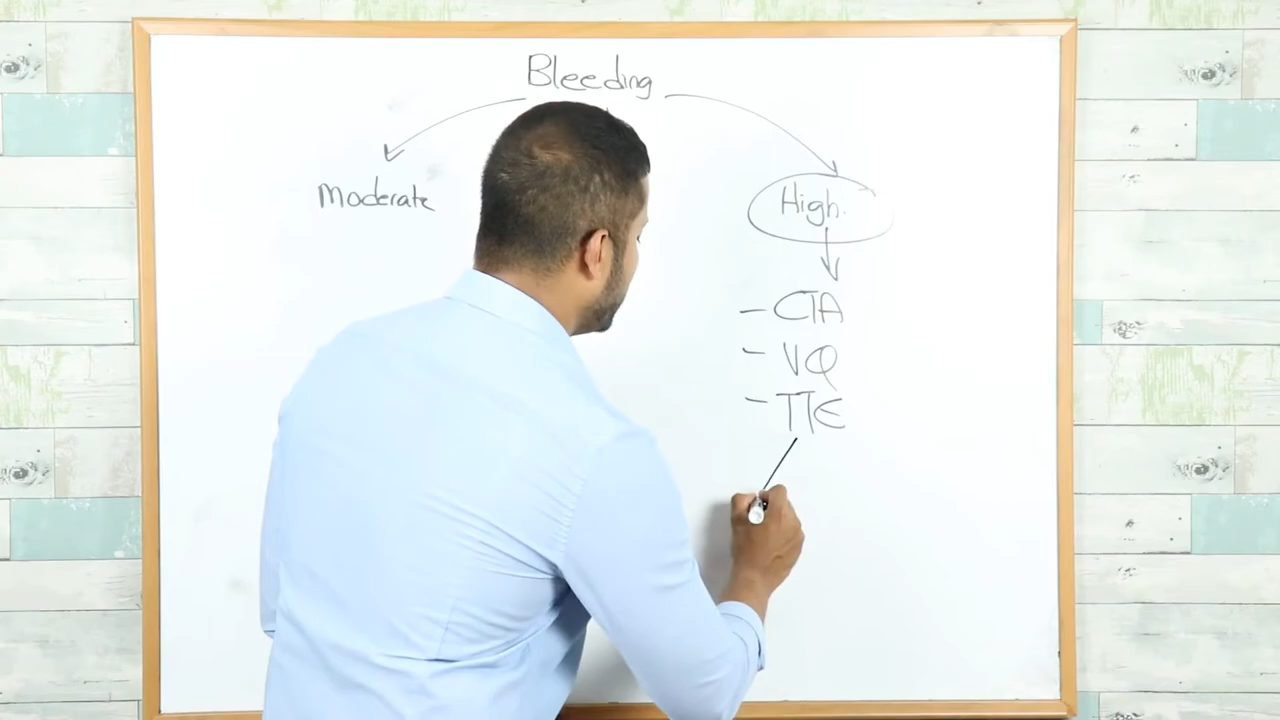 Bleeding
Moderate
High.
- CTA
- VQ
- TTE